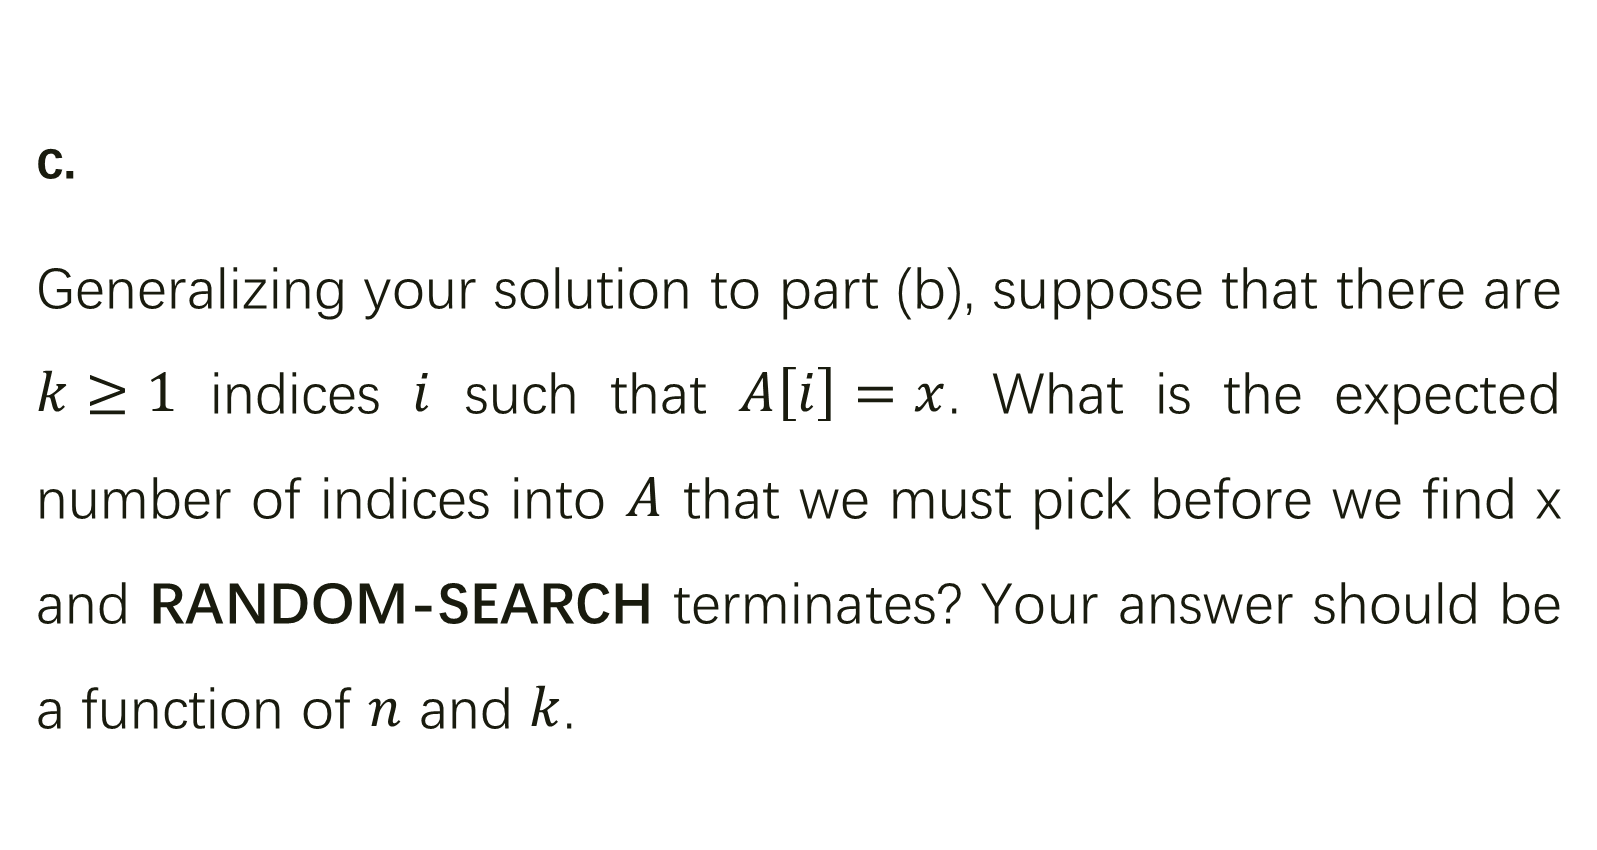 c.
Generalizing your solution to part (b), suppose that there are
k ≥ 1 indices i such that A[i] = x. What is the expected
number of indices into A that we must pick before we find x
and RANDOM-SEARCH terminates? Your answer should be
a function of n and k.